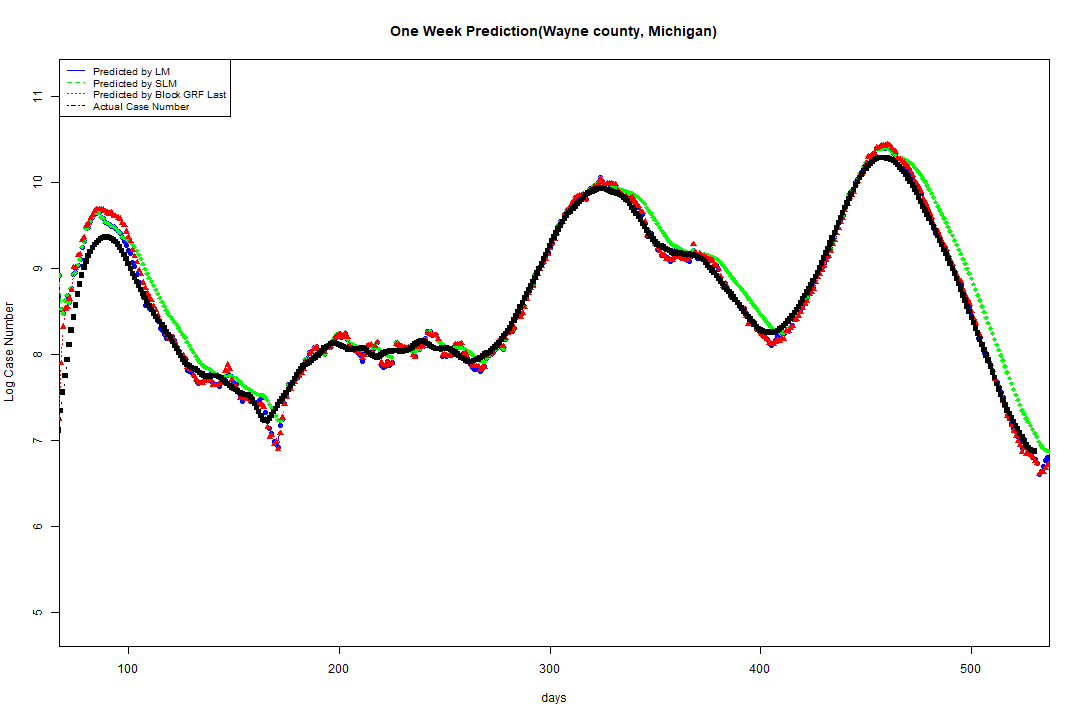 One Week Prediction(Wayne county, Michigan)
Predicted by LM
Predicted by SLM
Predicted by Block GRF Last
Actual Case Number
11
10
9
8
7
6
5
Log Case Number
100 200 300 400 500
days